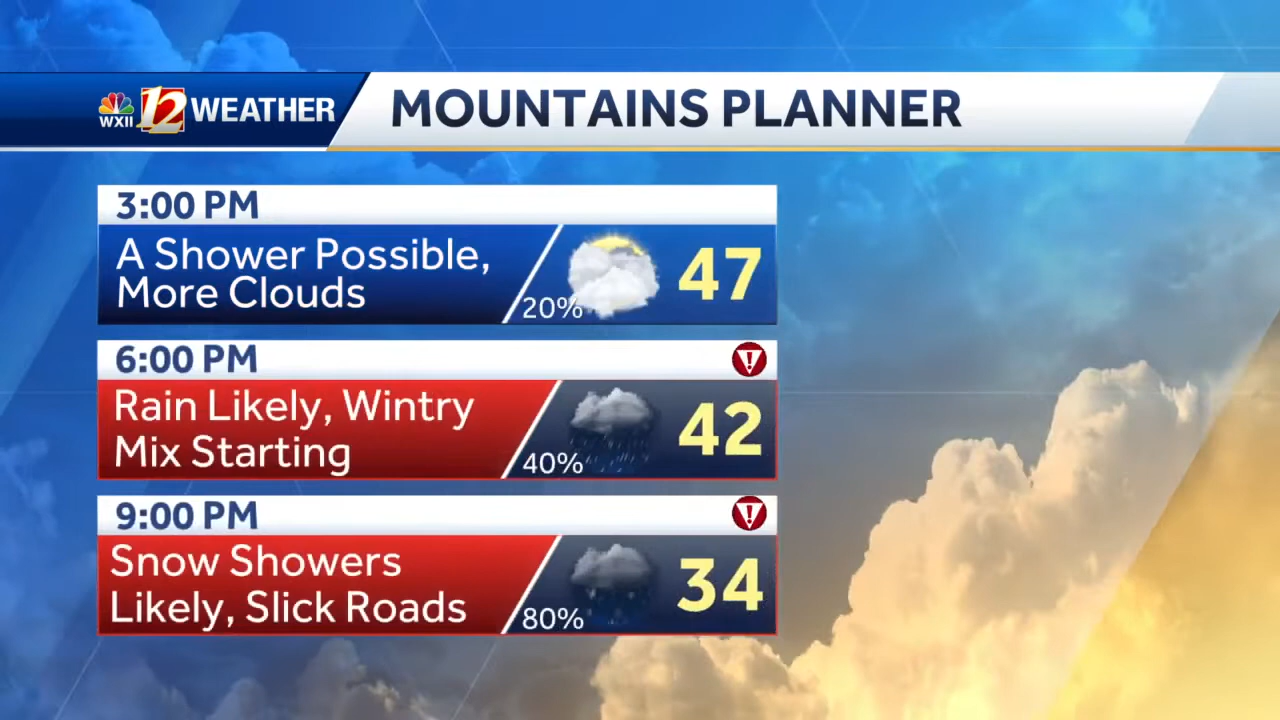 WXII 12 WEATHER
MOUNTAINS PLANNER
3:00 PM
A Shower Possible,
More Clouds
20%
47
6:00 PM
Rain Likely, Wintry
Mix Starting
40%
42
9:00 PM
Snow Showers
Likely, Slick Roads
80%
34